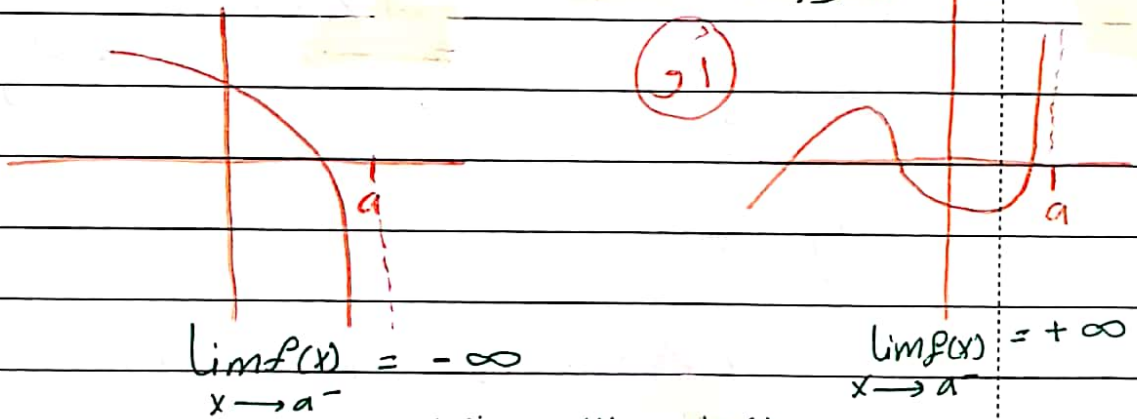 أو
a
a
lim f(x) = - ∞
x → a⁻
lim f(x) = + ∞
x → a⁻